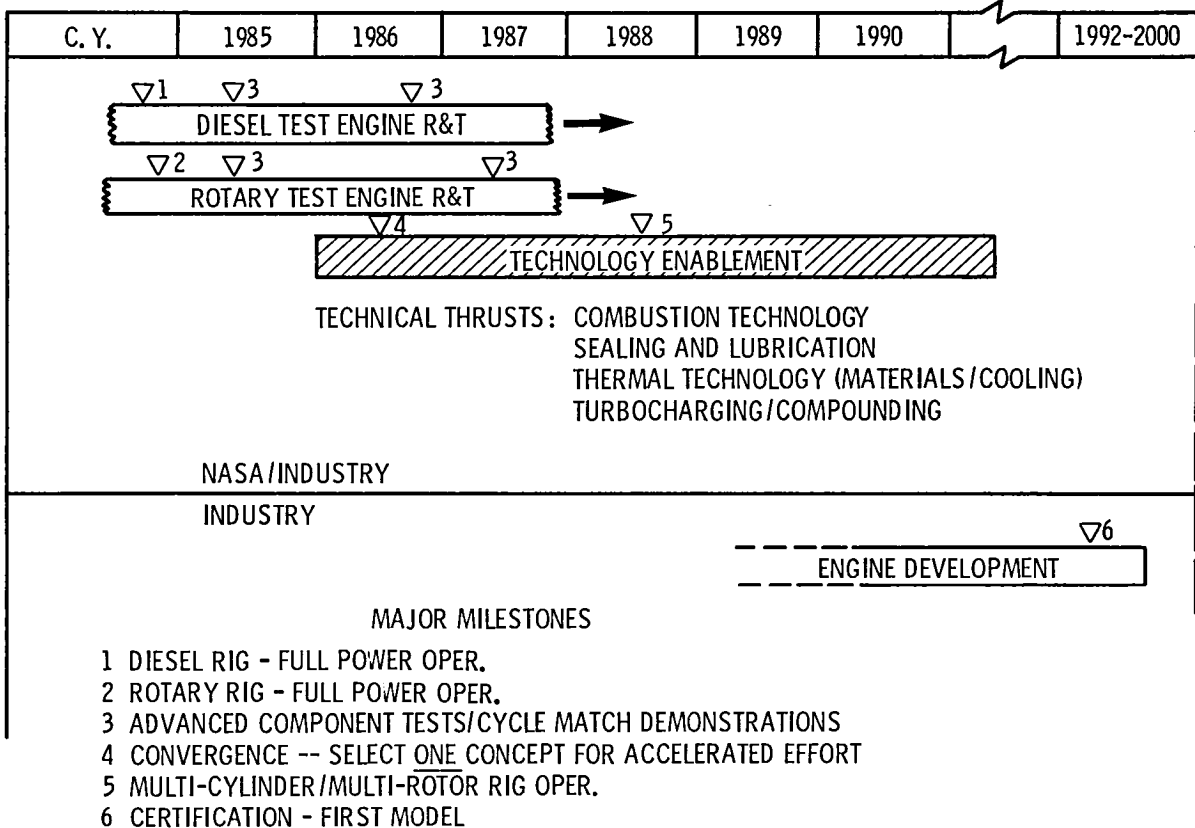 C. Y. 1985 1986 1987 1988 1989 1990 1992-2000
1 3 3
DIESEL TEST ENGINE R&T
2 3 3
ROTARY TEST ENGINE R&T
4 5
TECHNOLOGY ENABLEMENT
TECHNICAL THRUSTS: COMBUSTION TECHNOLOGY
SEALING AND LUBRICATION
THERMAL TECHNOLOGY (MATERIALS/COOLING)
TURBOCHARGING/COMPOUNDING
NASA/INDUSTRY
INDUSTRY
6
ENGINE DEVELOPMENT
MAJOR MILESTONES
1 DIESEL RIG - FULL POWER OPER.
2 ROTARY RIG - FULL POWER OPER.
3 ADVANCED COMPONENT TESTS/CYCLE MATCH DEMONSTRATIONS
4 CONVERGENCE -- SELECT ONE CONCEPT FOR ACCELERATED EFFORT
5 MULTI-CYLINDER/MULTI-ROTOR RIG OPER.
6 CERTIFICATION - FIRST MODEL